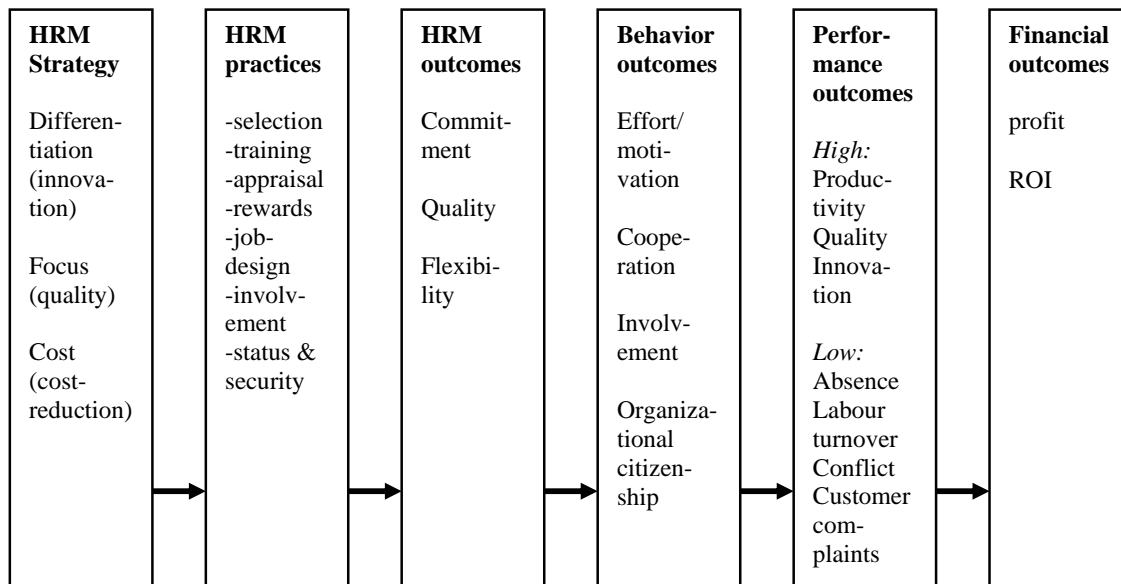 HRM
Strategy
Differen-
tiation
(innova-
tion)
Focus
(quality)
Cost
(cost-
reduction)
HRM
practices
-selection
-training
-appraisal
-rewards
-job-
design
-involv-
ement
-status &
security
HRM
outcomes
Commit-
ment
Quality
Flexibi-
lity
Behavior
outcomes
Effort/
moti-
vation
Coope-
ration
Involv-
ement
Organiza-
tional
citizen-
ship
Perfor-
mance
outcomes
High:
Produc-
tivity
Quality
Innova-
tion
Low:
Absence
Labour
turnover
Conflict
Customer
com-
plaints
Financial
outcomes
profit
ROI